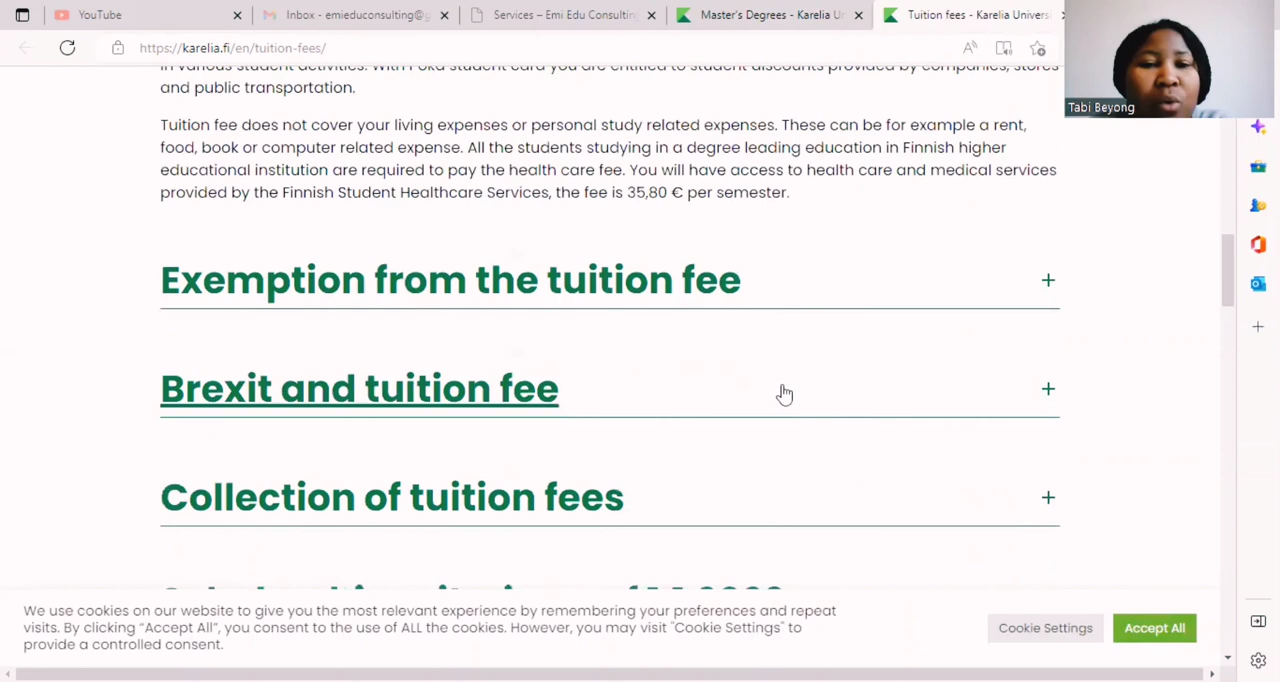 YouTube
Inbox - emieduconsulting@g
Services – Emi Edu Consulting
Master's Degrees - Karelia Ur
Tuition fees - Karelia Universi
https://karelia.fi/en/tuition-fees/
Tabi Beyong
in various student activities. With Poka student card you are entitled to student discounts provided by companies, stores
and public transportation.
Tuition fee does not cover your living expenses or personal study related expenses. These can be for example a rent,
food, book or computer related expense. All the students studying in a degree leading education in Finnish higher
educational institution are required to pay the health care fee. You will have access to health care and medical services
provided by the Finnish Student Healthcare Services, the fee is 35,80 € per semester.
Exemption from the tuition fee +
Brexit and tuition fee +
Collection of tuition fees +
We use cookies on our website to give you the most relevant experience by remembering your preferences and repeat
visits. By clicking “Accept All”, you consent to the use of ALL the cookies. However, you may visit "Cookie Settings" to
provide a controlled consent.
Cookie Settings
Accept All